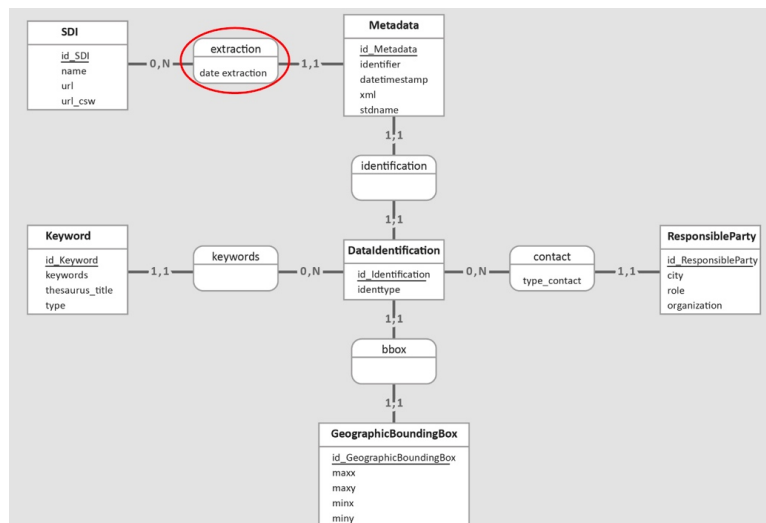 SDI
id_SDI
name
url
url_csw
0,N
extraction
date extraction
1,1
Metadata
id_Metadata
identifier
datetimestamp
xml
stdname
1,1
identification
1,1
Keyword
id_Keyword
keywords
thesaurus_title
type
1,1
keywords
0,N
DataIdentification
id_Identification
identtype
0,N
contact
type_contact
1,1
ResponsibleParty
id_ResponsibleParty
city
role
organization
1,1
bbox
1,1
GeographicBoundingBox
id_GeographicBoundingBox
maxx
maxy
minx
miny